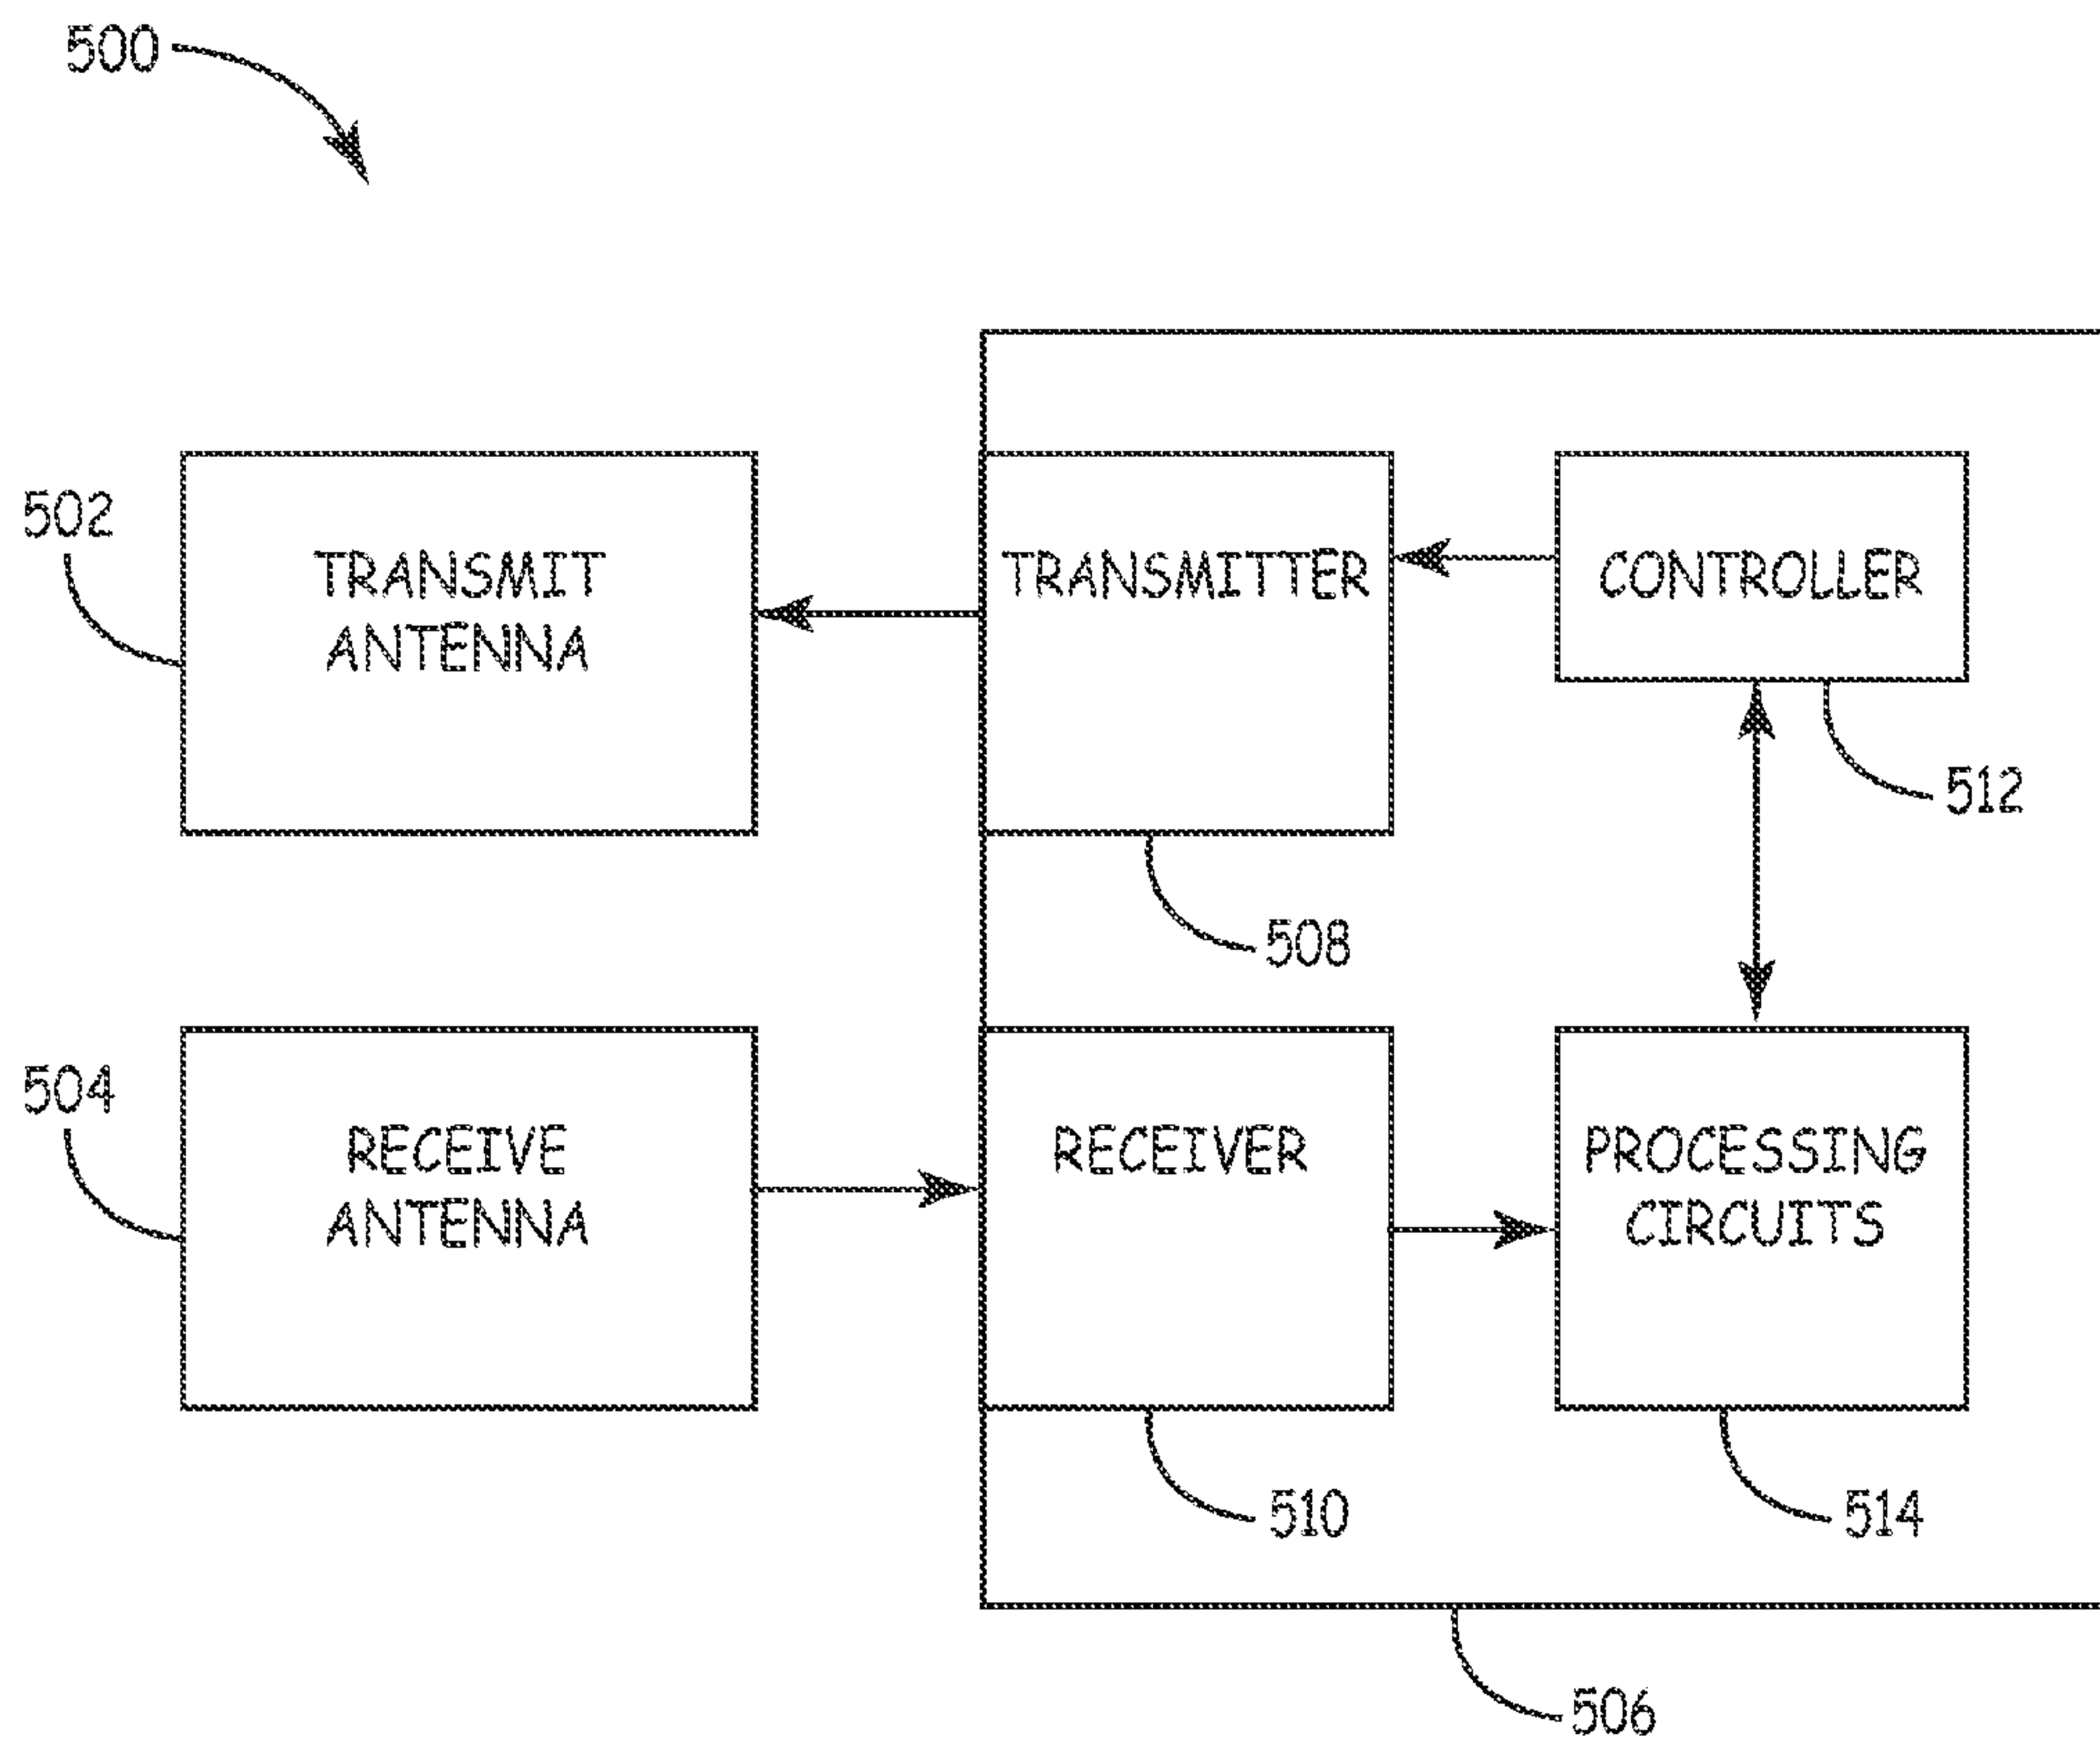 500
502
TRANSMIT
ANTENNA
TRANSMITTER
CONTROLLER
512
508
504
RECEIVE
ANTENNA
RECEIVER
PROCESSING
CIRCUITS
510
514
506